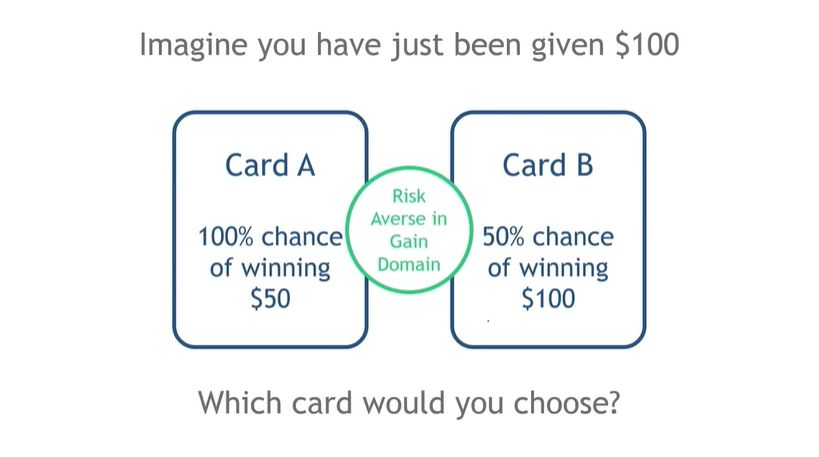 Imagine you have just been given $100
Card A
100% chance
of winning
$50
Risk
Averse in
Gain
Domain
Card B
50% chance
of winning
$100
Which card would you choose?